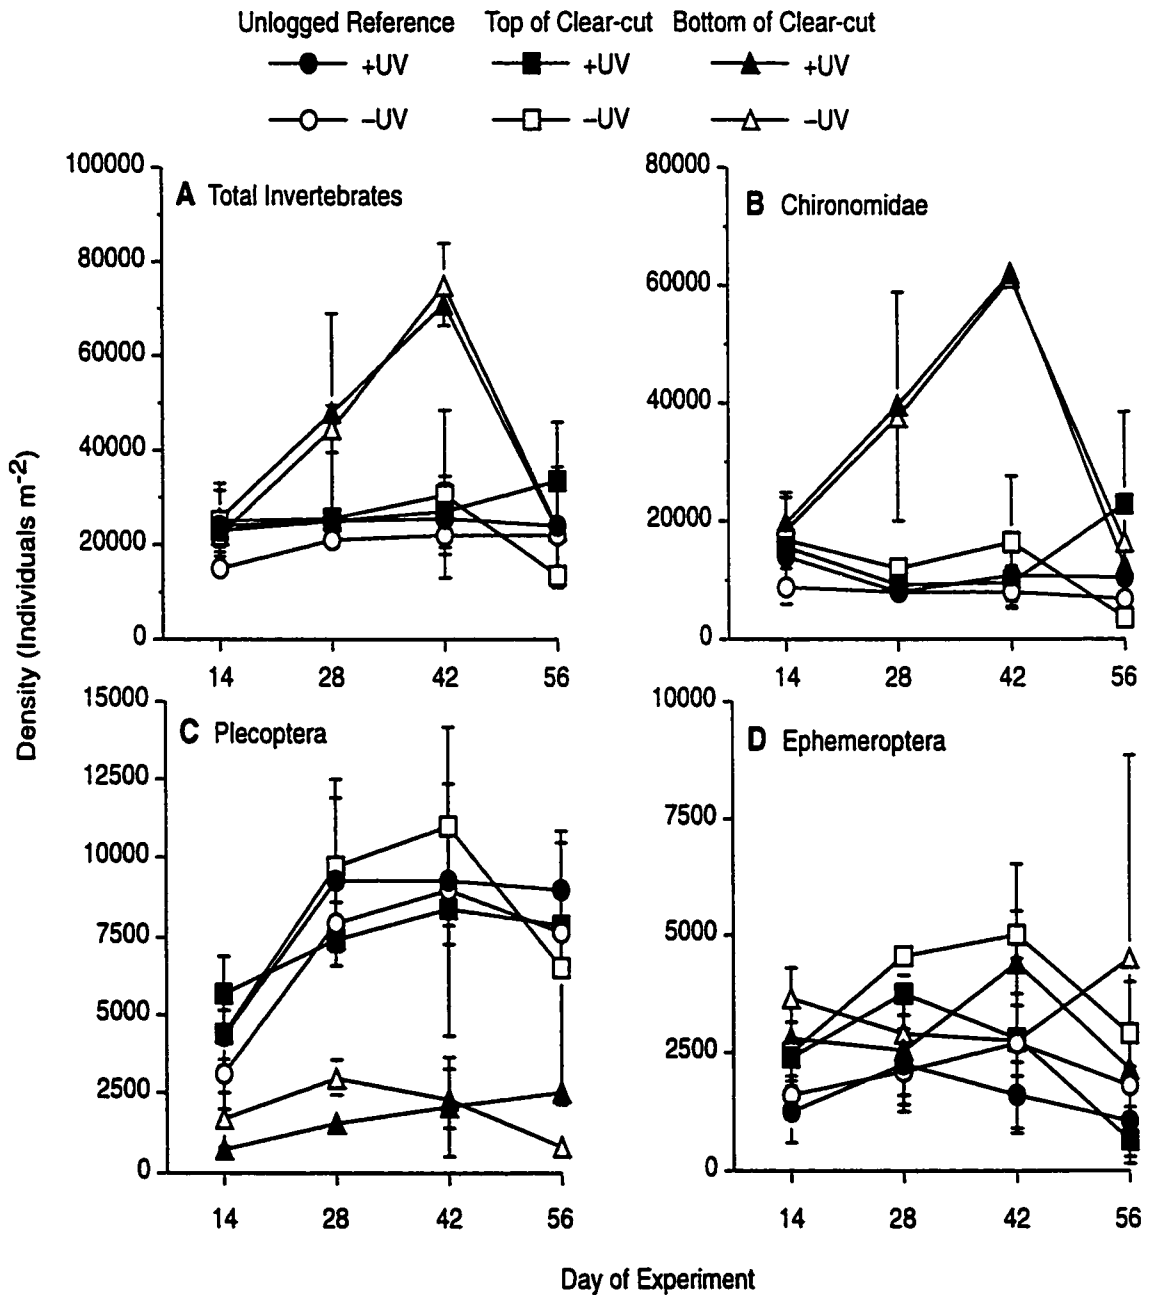 Unlogged Reference Top of Clear-cut Bottom of Clear-cut
+UV +UV +UV
−UV −UV −UV
A Total Invertebrates
100000
80000
60000
40000
20000
0
14 28 42 56
B Chironomidae
80000
60000
40000
20000
0
14 28 42 56
Density (Individuals m⁻²)
C Plecoptera
15000
12500
10000
7500
5000
2500
0
14 28 42 56
D Ephemeroptera
10000
7500
5000
2500
0
14 28 42 56
Day of Experiment